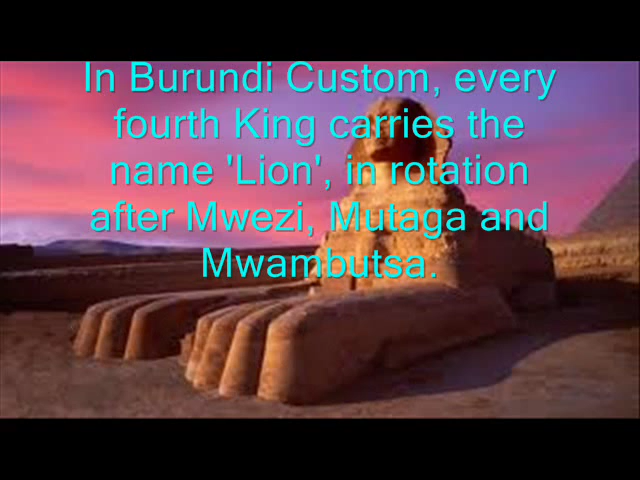 In Burundi Custom, every
fourth King carries the
name 'Lion', in rotation
after Mwezi, Mutaga and
Mwambutsa.